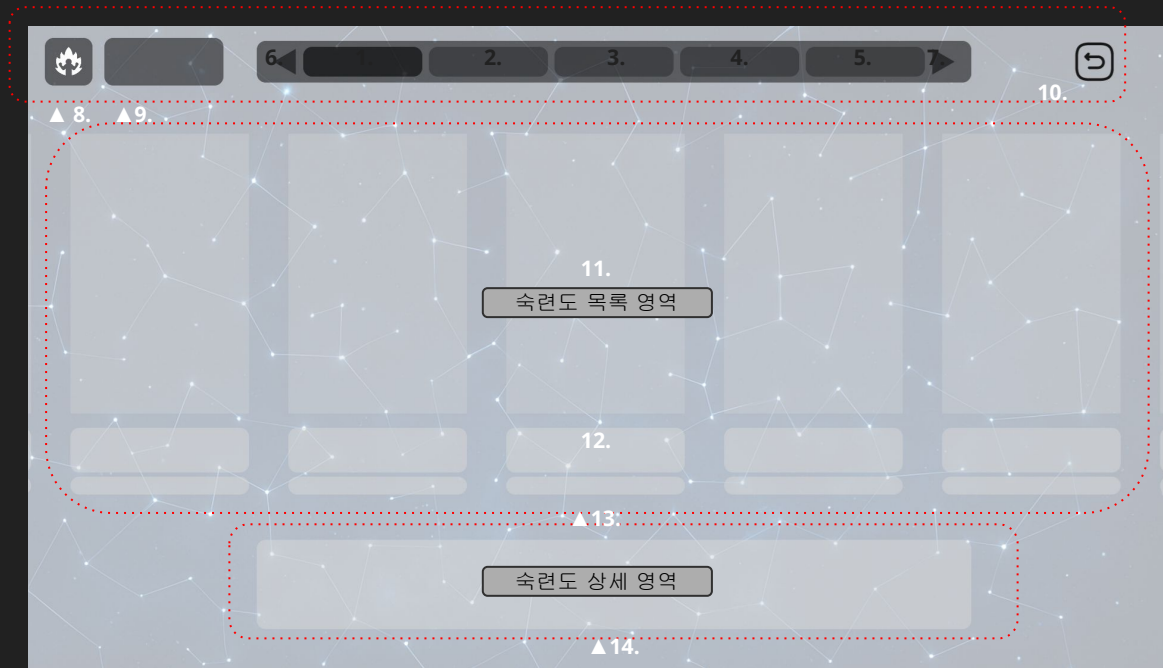 6.◀ 1. 2. 3. 4. 5. 7.▶
10.
▲ 8. ▲9.
11.
숙련도 목록 영역
12.
▲13.
숙련도 상세 영역
▲14.